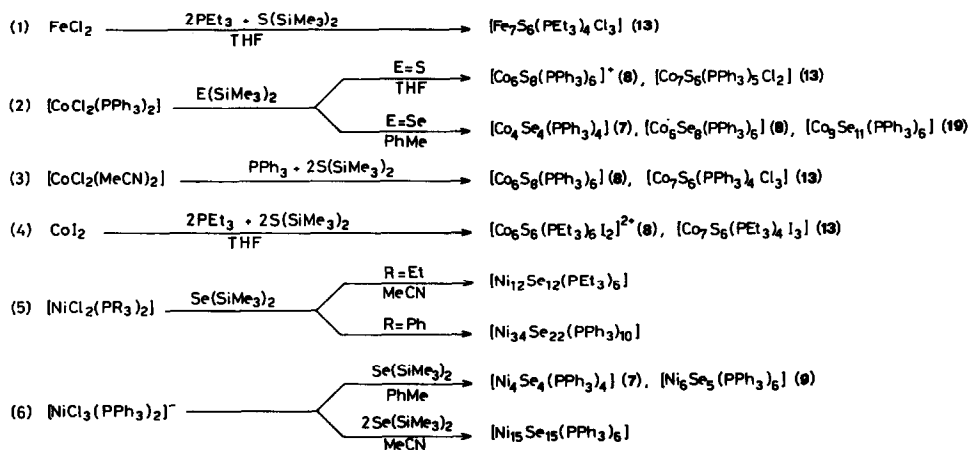 (1) FeCl2 2PEt3 + S(SiMe3)2 THF [Fe7S6(PEt3)4Cl3] (13)
E=S THF [Co6S8(PPh3)6]+ (8), [Co7S6(PPh3)5Cl2] (13)
(2) [CoCl2(PPh3)2] E(SiMe3)2
E=Se PhMe [Co4Se4(PPh3)4] (7), [Co6Se8(PPh3)6] (8), [Co9Se11(PPh3)6] (19)
(3) [CoCl2(MeCN)2] PPh3 + 2S(SiMe3)2 [Co6S8(PPh3)6] (8), [Co7S6(PPh3)4Cl3] (13)
(4) CoI2 2PEt3 + 2S(SiMe3)2 THF [Co6S6(PEt3)6I2]2+ (8), [Co7S6(PEt3)4I3] (13)
R=Et MeCN [Ni12Se12(PEt3)6]
(5) [NiCl2(PR3)2] Se(SiMe3)2
R=Ph [Ni34Se22(PPh3)10]
Se(SiMe3)2 PhMe [Ni4Se4(PPh3)4] (7), [Ni6Se5(PPh3)6] (9)
(6) [NiCl3(PPh3)2]-
2Se(SiMe3)2 MeCN [Ni15Se15(PPh3)6]